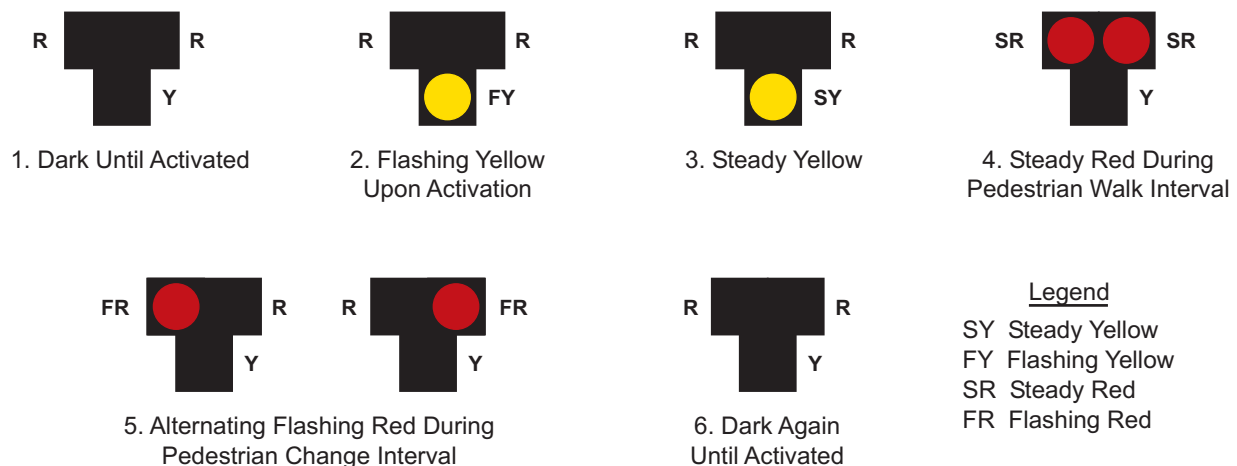 R R
Y
1. Dark Until Activated
R R
FY
2. Flashing Yellow
Upon Activation
R R
SY
3. Steady Yellow
SR SR
Y
4. Steady Red During
Pedestrian Walk Interval
FR R
Y
R FR
Y
5. Alternating Flashing Red During
Pedestrian Change Interval
R R
Y
6. Dark Again
Until Activated
Legend
SY Steady Yellow
FY Flashing Yellow
SR Steady Red
FR Flashing Red